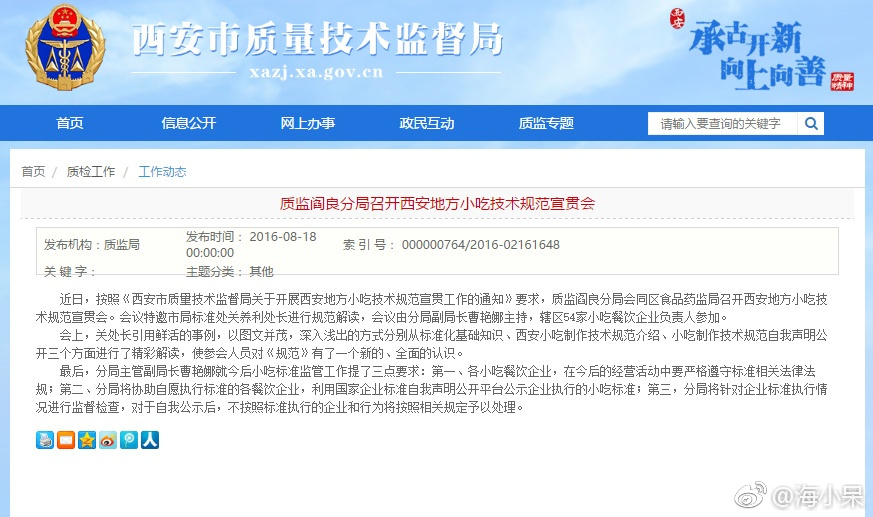 西安市质量技术监督局
xazj.xa.gov.cn
西安
承古开新
向上向善
质量精神
首页 信息公开 网上办事 政民互动 质监专题 请输入要查询的关键字
首页 / 质检工作 / 工作动态
质监阎良分局召开西安地方小吃技术规范宣贯会
发布机构：质监局 发布时间： 2016-08-18 00:00:00 索 引 号： 000000764/2016-02161648
关 键 字： 主题分类： 其他
近日，按照《西安市质量技术监督局关于开展西安地方小吃技术规范宣贯工作的通知》要求，质监阎良分局会同区食品药监局召开西安地方小吃技
术规范宣贯会。会议特邀市局标准处关养利处长进行规范解读，会议由分局副局长曹艳娜主持，辖区54家小吃餐饮企业负责人参加。
会上，关处长引用鲜活的事例，以图文并茂，深入浅出的方式分别从标准化基础知识、西安小吃制作技术规范介绍、小吃制作技术规范自我声明公
开三个方面进行了精彩解读，使参会人员对《规范》有了一个新的、全面的认识。
最后，分局主管副局长曹艳娜就今后小吃标准监管工作提了三点要求：第一、各小吃餐饮企业，在今后的经营活动中要严格遵守标准相关法律法
规；第二、分局将协助自愿执行标准的各餐饮企业，利用国家企业标准自我声明公开平台公示企业执行的小吃标准；第三，分局将针对企业标准执行情
况进行监督检查，对于自我公示后，不按照标准执行的企业和行为将按照相关规定予以处理。
@海小呆